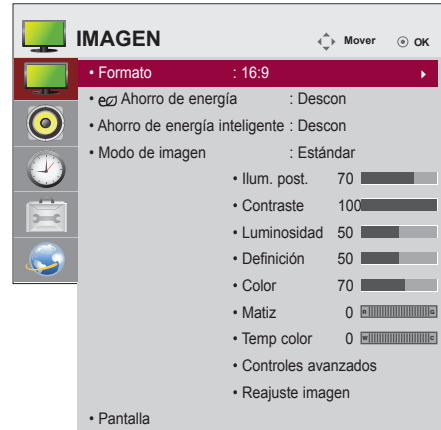 IMAGEN
Mover
OK
• Formato : 16:9
• Ahorro de energía : Descon
• Ahorro de energía inteligente : Descon
• Modo de imagen : Estándar
• Ilum. post. 70
• Contraste 100
• Luminosidad 50
• Definición 50
• Color 70
• Matiz 0 R G
• Temp color 0 W C
• Controles avanzados
• Reajuste imagen
• Pantalla